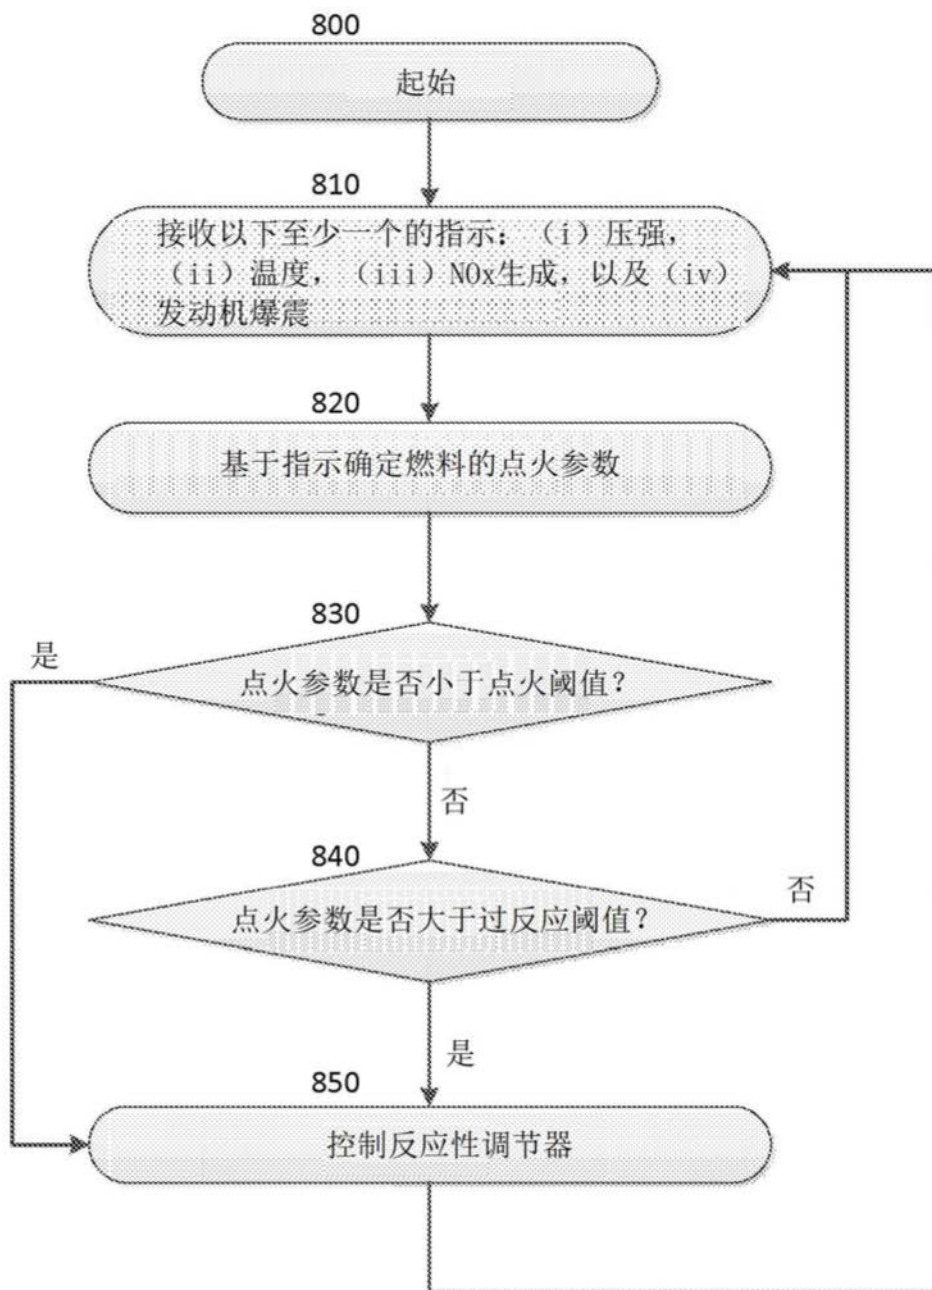 800
起始
810
接收以下至少一个的指示：（i）压强，
（ii）温度，（iii）NOx生成，以及（iv）
发动机爆震
820
基于指示确定燃料的点火参数
830
是
点火参数是否小于点火阈值？
否
840
点火参数是否大于过反应阈值？
否
是
850
控制反应性调节器